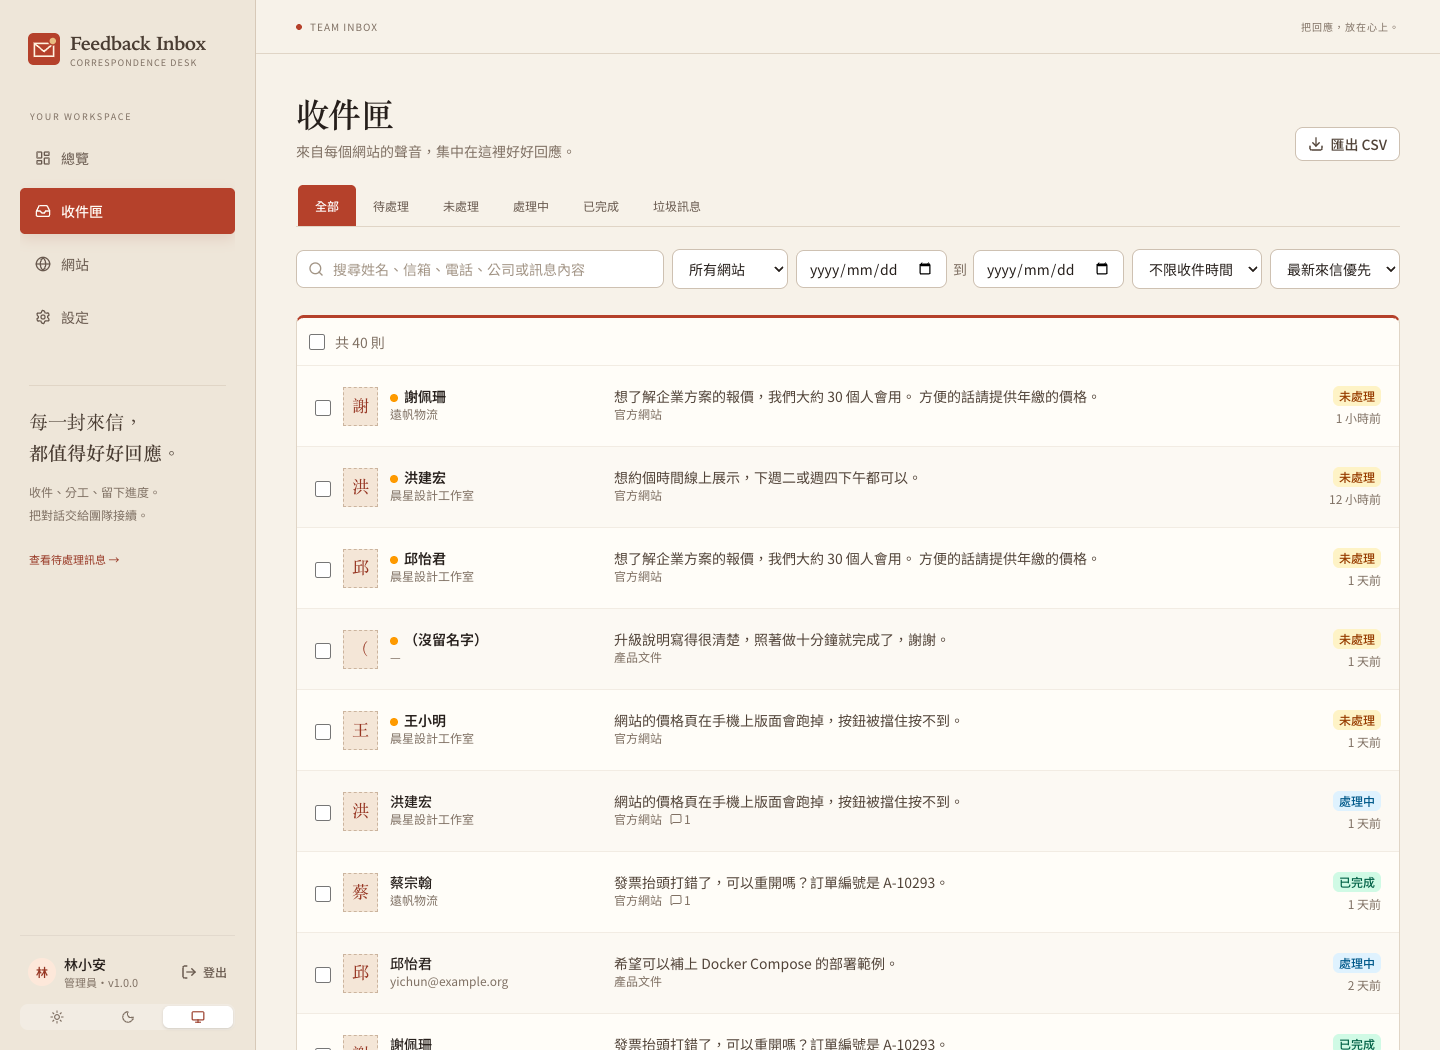 Feedback Inbox
CORRESPONDENCE DESK
YOUR WORKSPACE
總覽
收件匣
網站
設定
每一封來信，
都值得好好回應。
收件、分工、留下進度。
把對話交給團隊接續。
查看待處理訊息 →
林
林小安
管理員・v1.0.0
登出
TEAM INBOX
把回應，放在心上。
收件匣
來自每個網站的聲音，集中在這裡好好回應。
匯出 CSV
全部 待處理 未處理 處理中 已完成 垃圾訊息
搜尋姓名、信箱、電話、公司或訊息內容 所有網站 yyyy/mm/dd 到 yyyy/mm/dd 不限收件時間 最新來信優先
共 40 則
謝 謝佩珊 想了解企業方案的報價，我們大約 30 個人會用。 方便的話請提供年繳的價格。 未處理
遠帆物流 官方網站 1 小時前
洪 洪建宏 想約個時間線上展示，下週二或週四下午都可以。 未處理
晨星設計工作室 官方網站 12 小時前
邱 邱怡君 想了解企業方案的報價，我們大約 30 個人會用。 方便的話請提供年繳的價格。 未處理
晨星設計工作室 官方網站 1 天前
（ （沒留名字） 升級說明寫得很清楚，照著做十分鐘就完成了，謝謝。 未處理
— 產品文件 1 天前
王 王小明 網站的價格頁在手機上版面會跑掉，按鈕被擋住按不到。 未處理
晨星設計工作室 官方網站 1 天前
洪 洪建宏 網站的價格頁在手機上版面會跑掉，按鈕被擋住按不到。 處理中
晨星設計工作室 官方網站 1 1 天前
蔡 蔡宗翰 發票抬頭打錯了，可以重開嗎？訂單編號是 A-10293。 已完成
遠帆物流 官方網站 1 1 天前
邱 邱怡君 希望可以補上 Docker Compose 的部署範例。 處理中
yichun@example.org 產品文件 2 天前
謝 謝佩珊 發票抬頭打錯了，可以重開嗎？訂單編號是 A-10293。 已完成